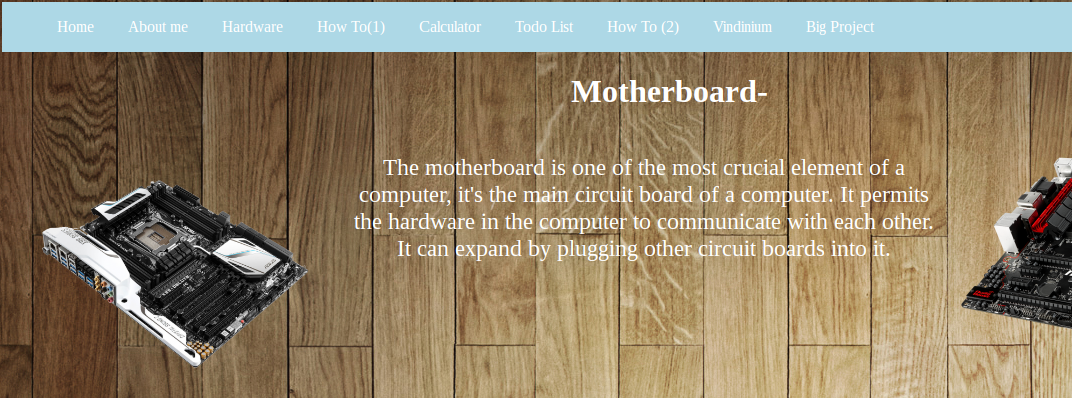 Home About me Hardware How To(1) Calculator Todo List How To (2) Vindinium Big Project
Motherboard-
The motherboard is one of the most crucial element of a
computer, it's the main circuit board of a computer. It permits
the hardware in the computer to communicate with each other.
It can expand by plugging other circuit boards into it.